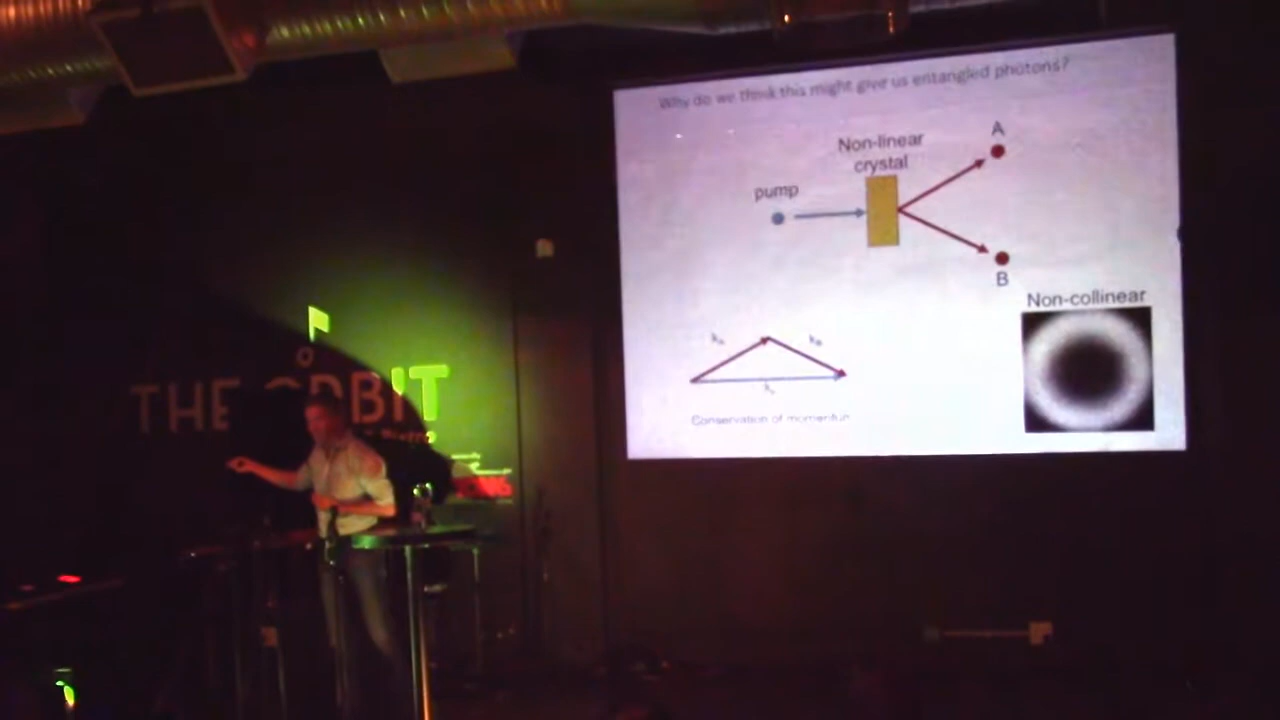 Why do we think this might give us entangled photons?
A
Non-linear
crystal
pump
B
Non-collinear
Conservation of momentum
THE ORBIT